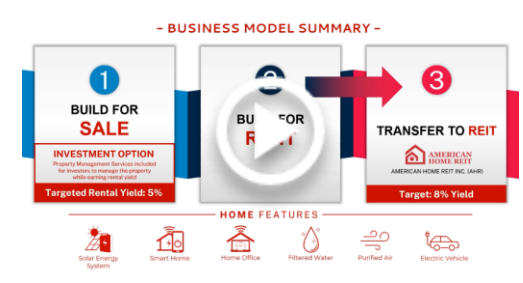 – BUSINESS MODEL SUMMARY –
1
BUILD FOR
SALE
INVESTMENT OPTION
Property Management Services included
for Investors to manage the property
while earning rental yield
Targeted Rental Yield: 5%
2
BUILD FOR
3
TRANSFER TO REIT
AMERICAN
HOME REIT
AMERICAN HOME REIT INC. (AHR)
Target: 8% Yield
HOME FEATURES
Solar Energy
System
Smart Home
Home Office
Filtered Water
Purified Air
Electric Vehicle